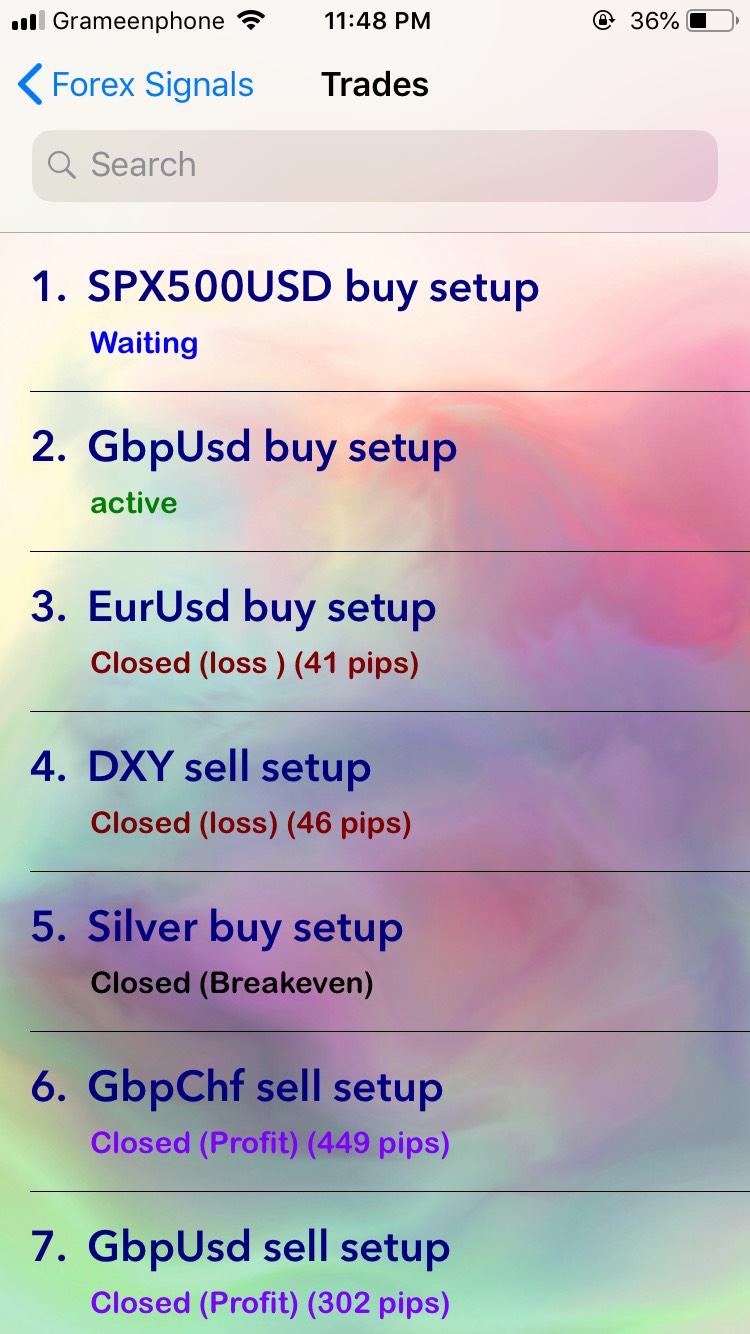 Grameenphone 11:48 PM 36%
Forex Signals Trades
Search
1. SPX500USD buy setup
Waiting
2. GbpUsd buy setup
active
3. EurUsd buy setup
Closed (loss ) (41 pips)
4. DXY sell setup
Closed (loss) (46 pips)
5. Silver buy setup
Closed (Breakeven)
6. GbpChf sell setup
Closed (Profit) (449 pips)
7. GbpUsd sell setup
Closed (Profit) (302 pips)